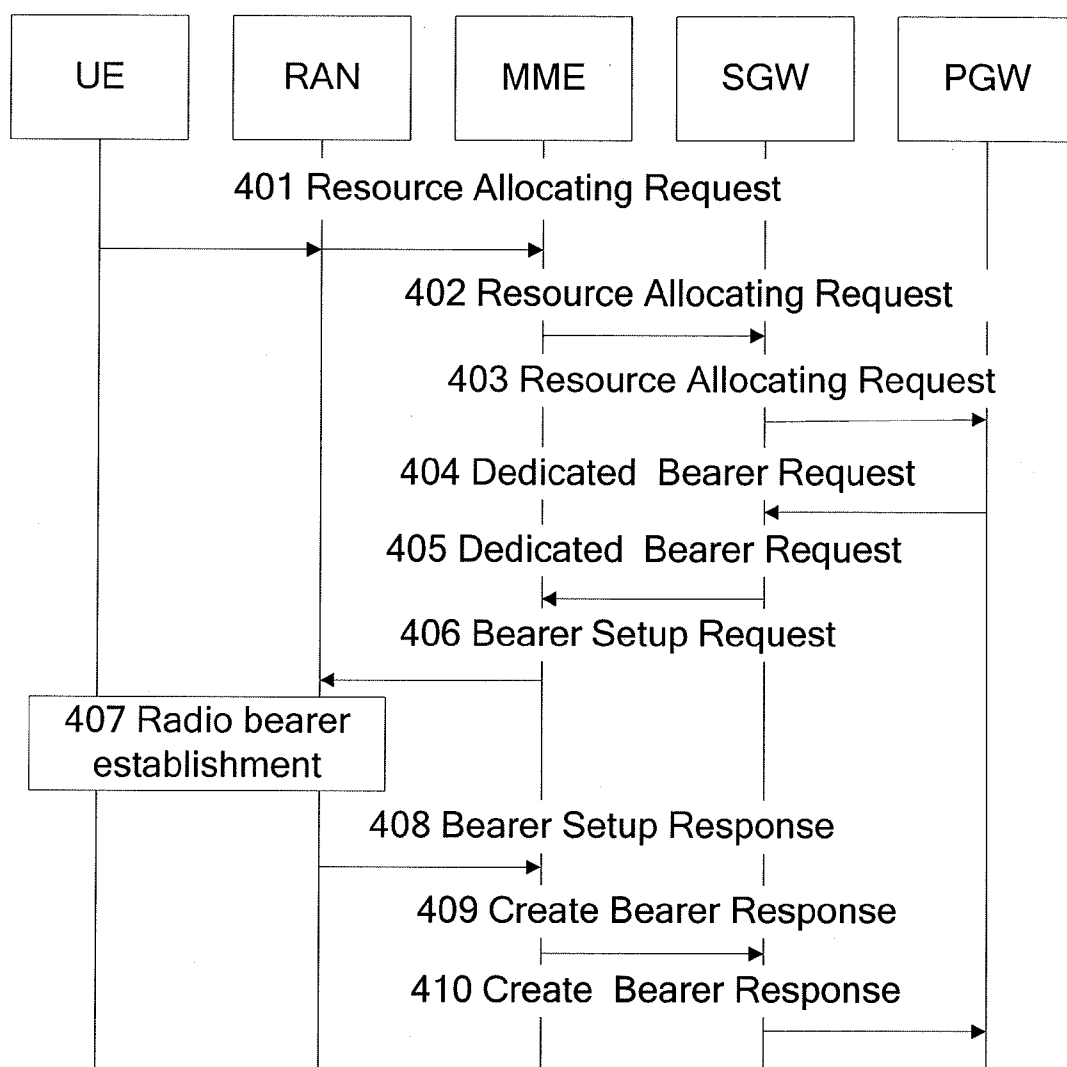 UE
RAN
MME
SGW
PGW
401 Resource Allocating Request
402 Resource Allocating Request
403 Resource Allocating Request
404 Dedicated Bearer Request
405 Dedicated Bearer Request
406 Bearer Setup Request
407 Radio bearer
establishment
408 Bearer Setup Response
409 Create Bearer Response
410 Create Bearer Response